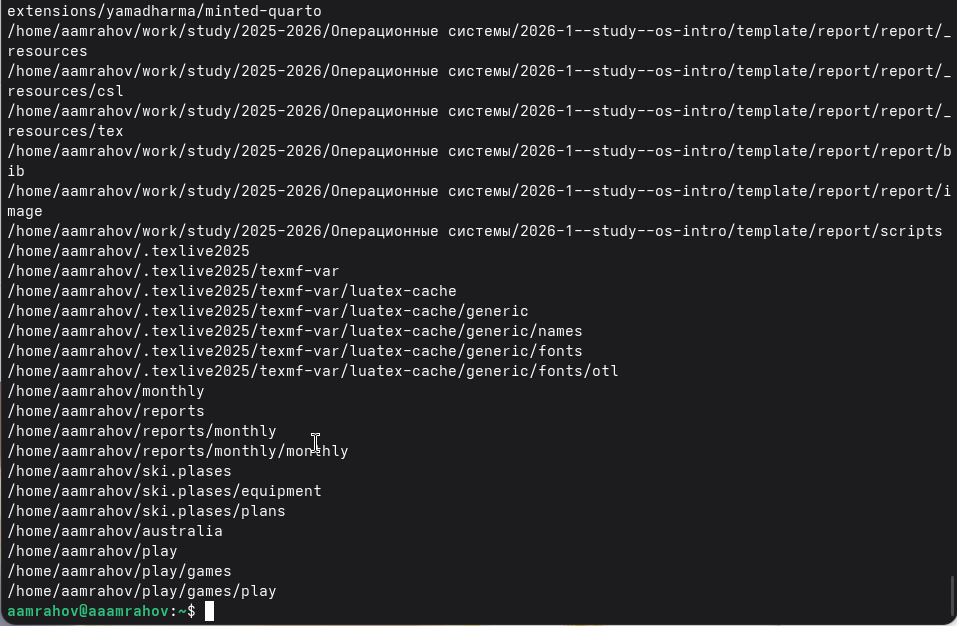 extensions/yamadharma/minted-quarto
/home/aamrahov/work/study/2025-2026/Операционные системы/2026-1--study--os-intro/template/report/report/_
resources
/home/aamrahov/work/study/2025-2026/Операционные системы/2026-1--study--os-intro/template/report/report/_
resources/csl
/home/aamrahov/work/study/2025-2026/Операционные системы/2026-1--study--os-intro/template/report/report/_
resources/tex
/home/aamrahov/work/study/2025-2026/Операционные системы/2026-1--study--os-intro/template/report/report/b
ib
/home/aamrahov/work/study/2025-2026/Операционные системы/2026-1--study--os-intro/template/report/report/i
mage
/home/aamrahov/work/study/2025-2026/Операционные системы/2026-1--study--os-intro/template/report/scripts
/home/aamrahov/.texlive2025
/home/aamrahov/.texlive2025/texmf-var
/home/aamrahov/.texlive2025/texmf-var/luatex-cache
/home/aamrahov/.texlive2025/texmf-var/luatex-cache/generic
/home/aamrahov/.texlive2025/texmf-var/luatex-cache/generic/names
/home/aamrahov/.texlive2025/texmf-var/luatex-cache/generic/fonts
/home/aamrahov/.texlive2025/texmf-var/luatex-cache/generic/fonts/otl
/home/aamrahov/monthly
/home/aamrahov/reports
/home/aamrahov/reports/monthly
/home/aamrahov/reports/monthly/monthly
/home/aamrahov/ski.plases
/home/aamrahov/ski.plases/equipment
/home/aamrahov/ski.plases/plans
/home/aamrahov/australia
/home/aamrahov/play
/home/aamrahov/play/games
/home/aamrahov/play/games/play
aamrahov@aaamrahov:~$